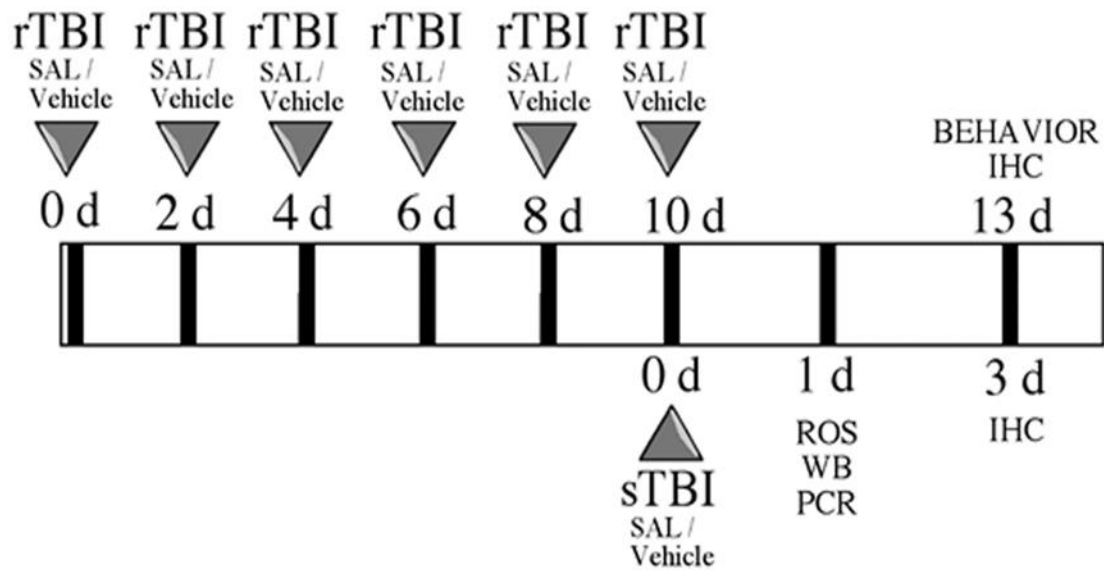 rTBI rTBI rTBI rTBI rTBI rTBI
SAL / SAL / SAL / SAL / SAL / SAL /
Vehicle Vehicle Vehicle Vehicle Vehicle Vehicle
BEHAVIOR
IHC
0 d 2 d 4 d 6 d 8 d 10 d 13 d
0 d 1 d 3 d
ROS IHC
WB
PCR
sTBI
SAL /
Vehicle